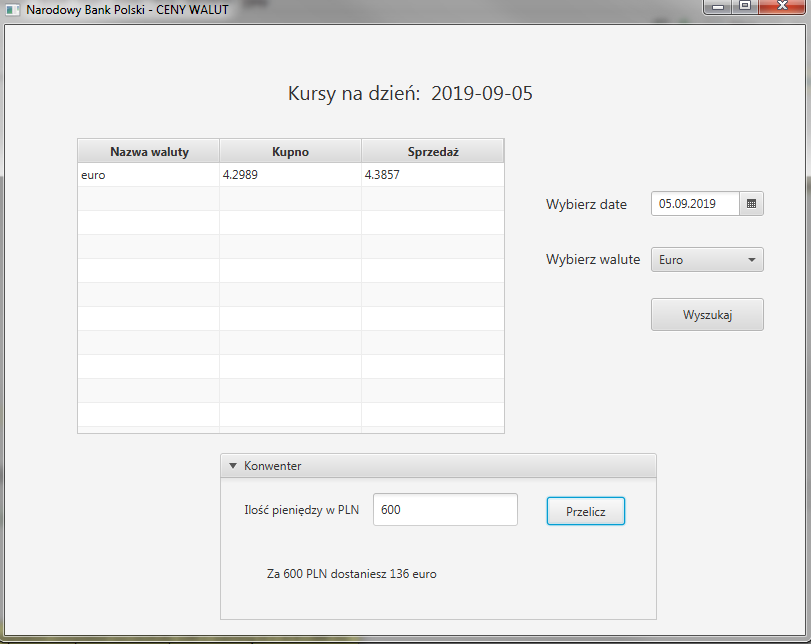 Narodowy Bank Polski - CENY WALUT
Kursy na dzień: 2019-09-05
Nazwa waluty Kupno Sprzedaż
euro 4.2989 4.3857
Wybierz date 05.09.2019
Wybierz walute Euro
Wyszukaj
Konwenter
Ilość pieniędzy w PLN 600 Przelicz
Za 600 PLN dostaniesz 136 euro